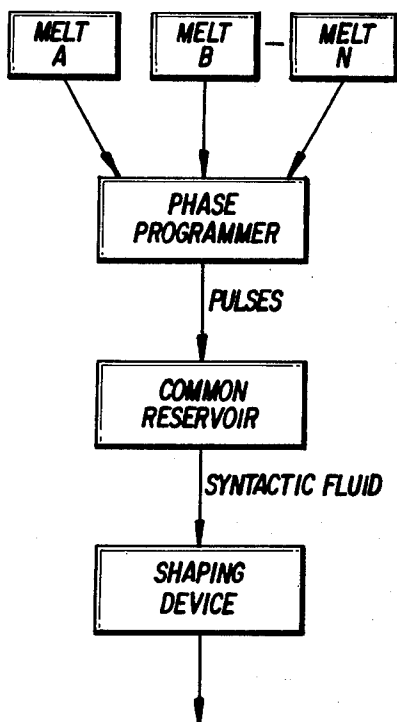 MELT A
MELT B
–
MELT N
PHASE
PROGRAMMER
PULSES
COMMON
RESERVOIR
SYNTACTIC FLUID
SHAPING
DEVICE